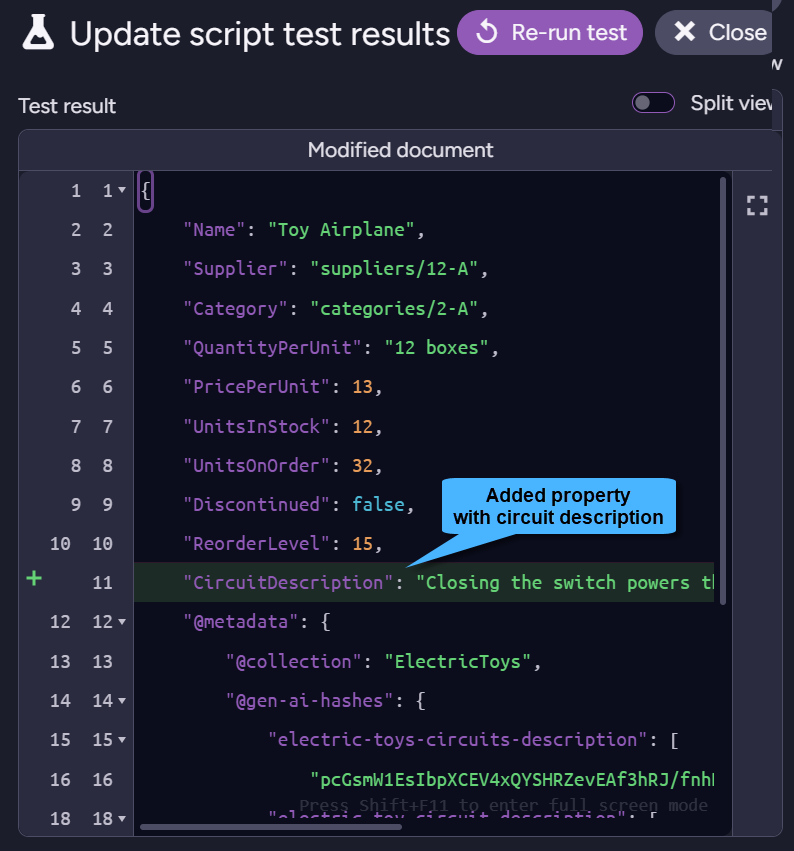 Update script test results Re-run test Close
w
Test result Split view
Modified document
1 1 {
2 2 "Name": "Toy Airplane",
3 3 "Supplier": "suppliers/12-A",
4 4 "Category": "categories/2-A",
5 5 "QuantityPerUnit": "12 boxes",
6 6 "PricePerUnit": 13,
7 7 "UnitsInStock": 12,
8 8 "UnitsOnOrder": 32,
9 9 "Discontinued": false,
Added property
with circuit description
10 10 "ReorderLevel": 15,
+ 11 "CircuitDescription": "Closing the switch powers
12 12 "@metadata": {
13 13 "@collection": "ElectricToys",
14 14 "@gen-ai-hashes": {
15 15 "electric-toys-circuits-description": [
16 16 "pcGsmW1EsIbpXCEV4xQYSHRZevEAf3hRJ/fnh
Press Shift+F11 to enter full screen mode
18 18 "electric-toy-circuit-description": [